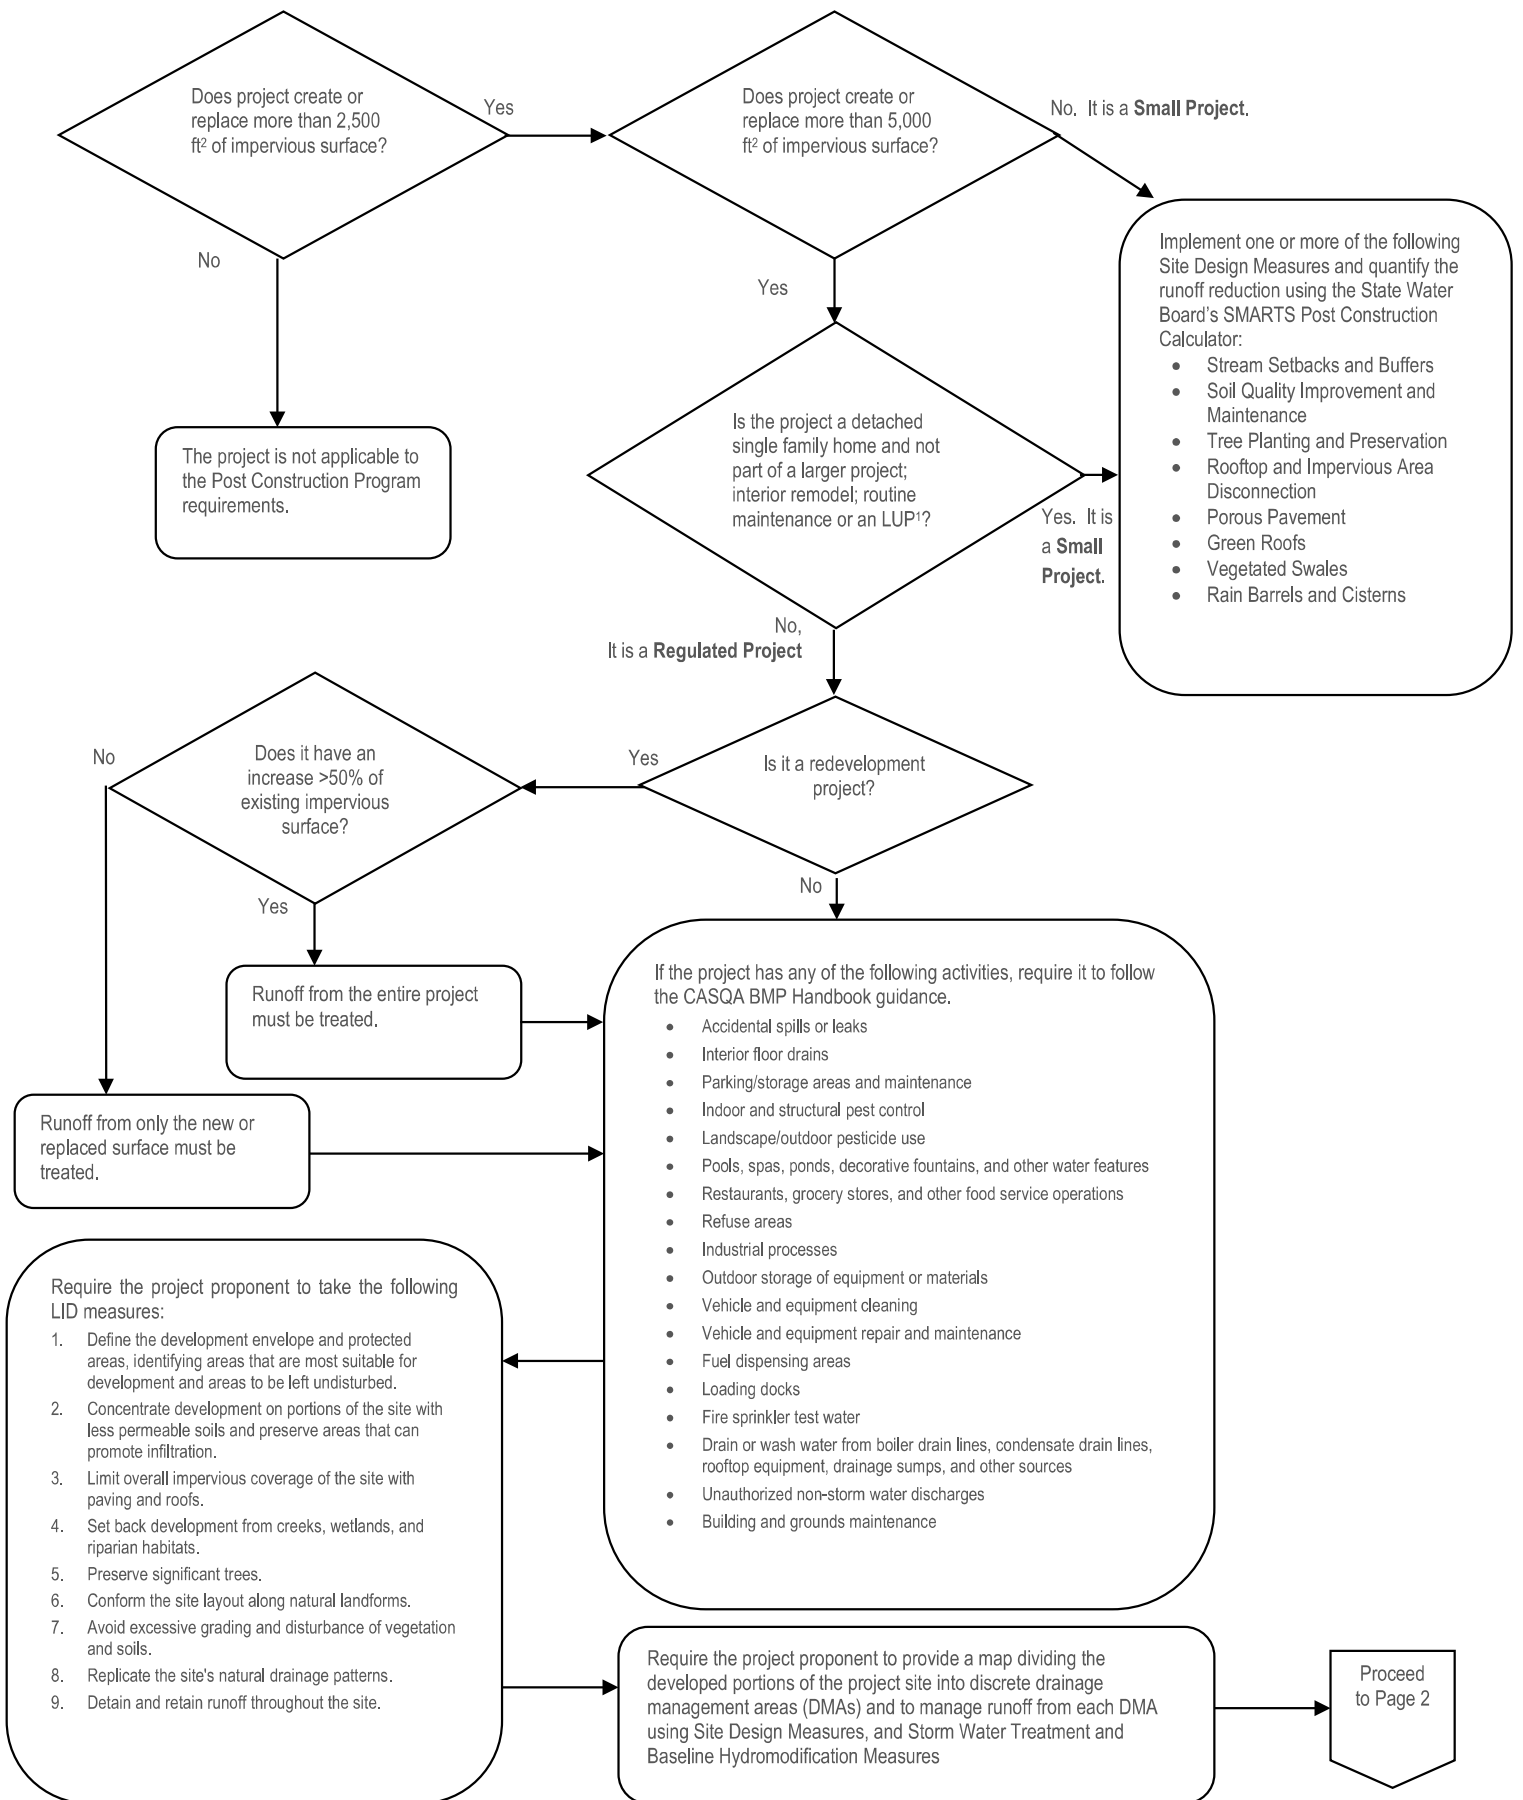 Does project create or
replace more than 2,500
ft² of impervious surface?
Yes
Does project create or
replace more than 5,000
ft² of impervious surface?
No. It is a Small Project.
No
Yes
Implement one or more of the following
Site Design Measures and quantify the
runoff reduction using the State Water
Board's SMARTS Post Construction
Calculator:
• Stream Setbacks and Buffers
• Soil Quality Improvement and
Maintenance
• Tree Planting and Preservation
• Rooftop and Impervious Area
Disconnection
• Porous Pavement
• Green Roofs
• Vegetated Swales
• Rain Barrels and Cisterns
The project is not applicable to
the Post Construction Program
requirements.
Is the project a detached
single family home and not
part of a larger project;
interior remodel; routine
maintenance or an LUP¹?
Yes. It is
a Small
Project.
No,
It is a Regulated Project
Is it a redevelopment
project?
Yes
Does it have an
increase >50% of
existing impervious
surface?
No
Yes
No
Runoff from the entire project
must be treated.
Runoff from only the new or
replaced surface must be
treated.
If the project has any of the following activities, require it to follow
the CASQA BMP Handbook guidance.
• Accidental spills or leaks
• Interior floor drains
• Parking/storage areas and maintenance
• Indoor and structural pest control
• Landscape/outdoor pesticide use
• Pools, spas, ponds, decorative fountains, and other water features
• Restaurants, grocery stores, and other food service operations
• Refuse areas
• Industrial processes
• Outdoor storage of equipment or materials
• Vehicle and equipment cleaning
• Vehicle and equipment repair and maintenance
• Fuel dispensing areas
• Loading docks
• Fire sprinkler test water
• Drain or wash water from boiler drain lines, condensate drain lines,
rooftop equipment, drainage sumps, and other sources
• Unauthorized non-storm water discharges
• Building and grounds maintenance
Require the project proponent to take the following
LID measures:
1. Define the development envelope and protected
areas, identifying areas that are most suitable for
development and areas to be left undisturbed.
2. Concentrate development on portions of the site with
less permeable soils and preserve areas that can
promote infiltration.
3. Limit overall impervious coverage of the site with
paving and roofs.
4. Set back development from creeks, wetlands, and
riparian habitats.
5. Preserve significant trees.
6. Conform the site layout along natural landforms.
7. Avoid excessive grading and disturbance of vegetation
and soils.
8. Replicate the site's natural drainage patterns.
9. Detain and retain runoff throughout the site.
Require the project proponent to provide a map dividing the
developed portions of the project site into discrete drainage
management areas (DMAs) and to manage runoff from each DMA
using Site Design Measures, and Storm Water Treatment and
Baseline Hydromodification Measures
Proceed
to Page 2